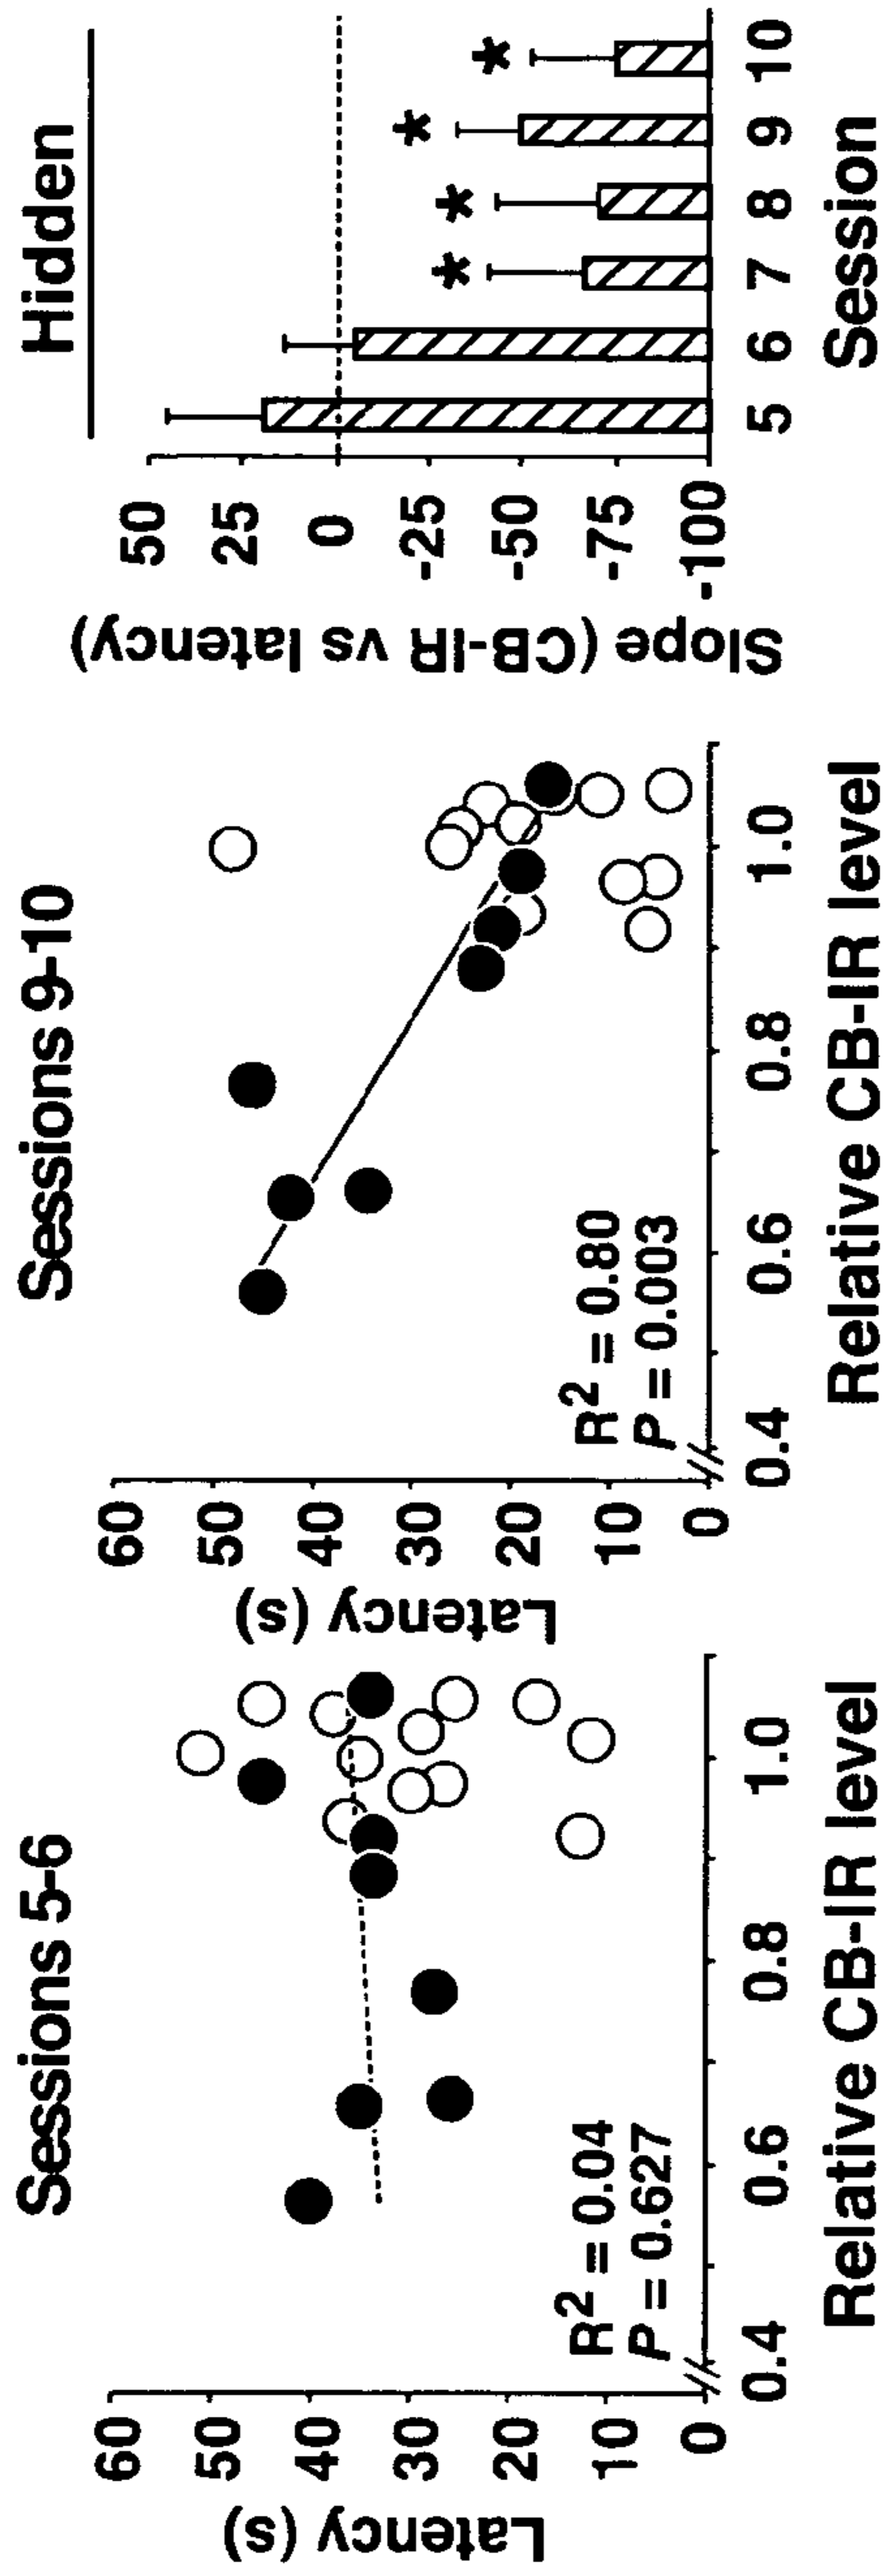 Sessions 5-6
Latency (s)
60
50
40
30
20
10
0
R2 = 0.04
P = 0.627
0.4
0.6
0.8
1.0
Relative CB-IR level
Sessions 9-10
Latency (s)
60
50
40
30
20
10
0
R2 = 0.80
P = 0.003
0.4
0.6
0.8
1.0
Relative CB-IR level
Hidden
Slope (CB-IR vs latency)
50
25
0
-25
-50
-75
-100
* * * *
5 6 7 8 9 10
Session